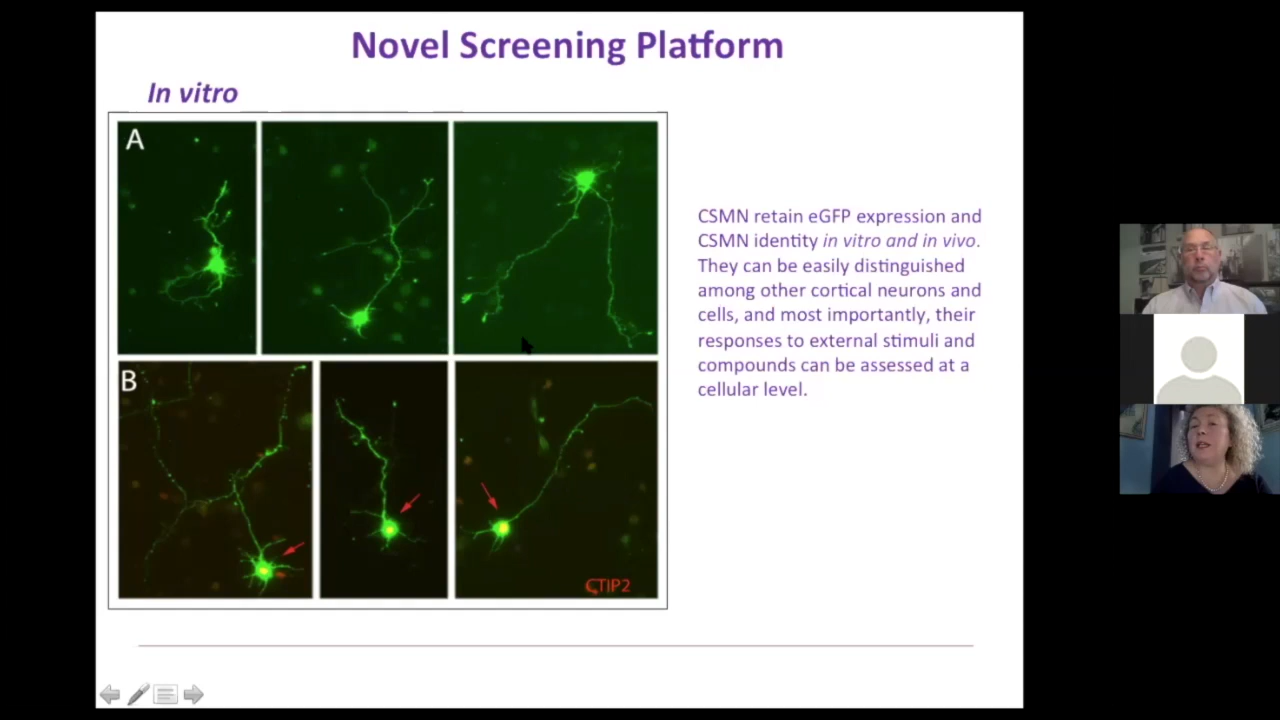 Novel Screening Platform
In vitro
A
B
CTIP2
CSMN retain eGFP expression and
CSMN identity in vitro and in vivo.
They can be easily distinguished
among other cortical neurons and
cells, and most importantly, their
responses to external stimuli and
compounds can be assessed at a
cellular level.